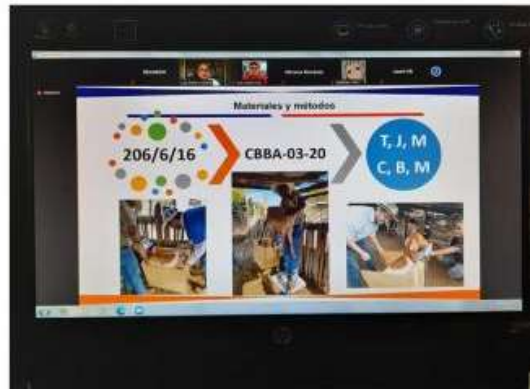 Materiales y métodos
206/6/16
CBBA-03-20
T, J, M
C, B, M